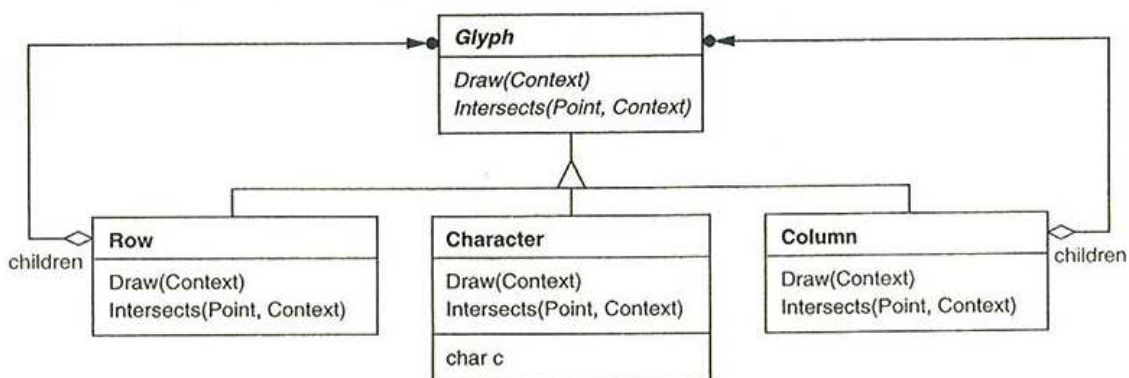 Glyph
Draw(Context)
Intersects(Point, Context)
Row
Draw(Context)
Intersects(Point, Context)
children
Character
Draw(Context)
Intersects(Point, Context)
char c
Column
Draw(Context)
Intersects(Point, Context)
children